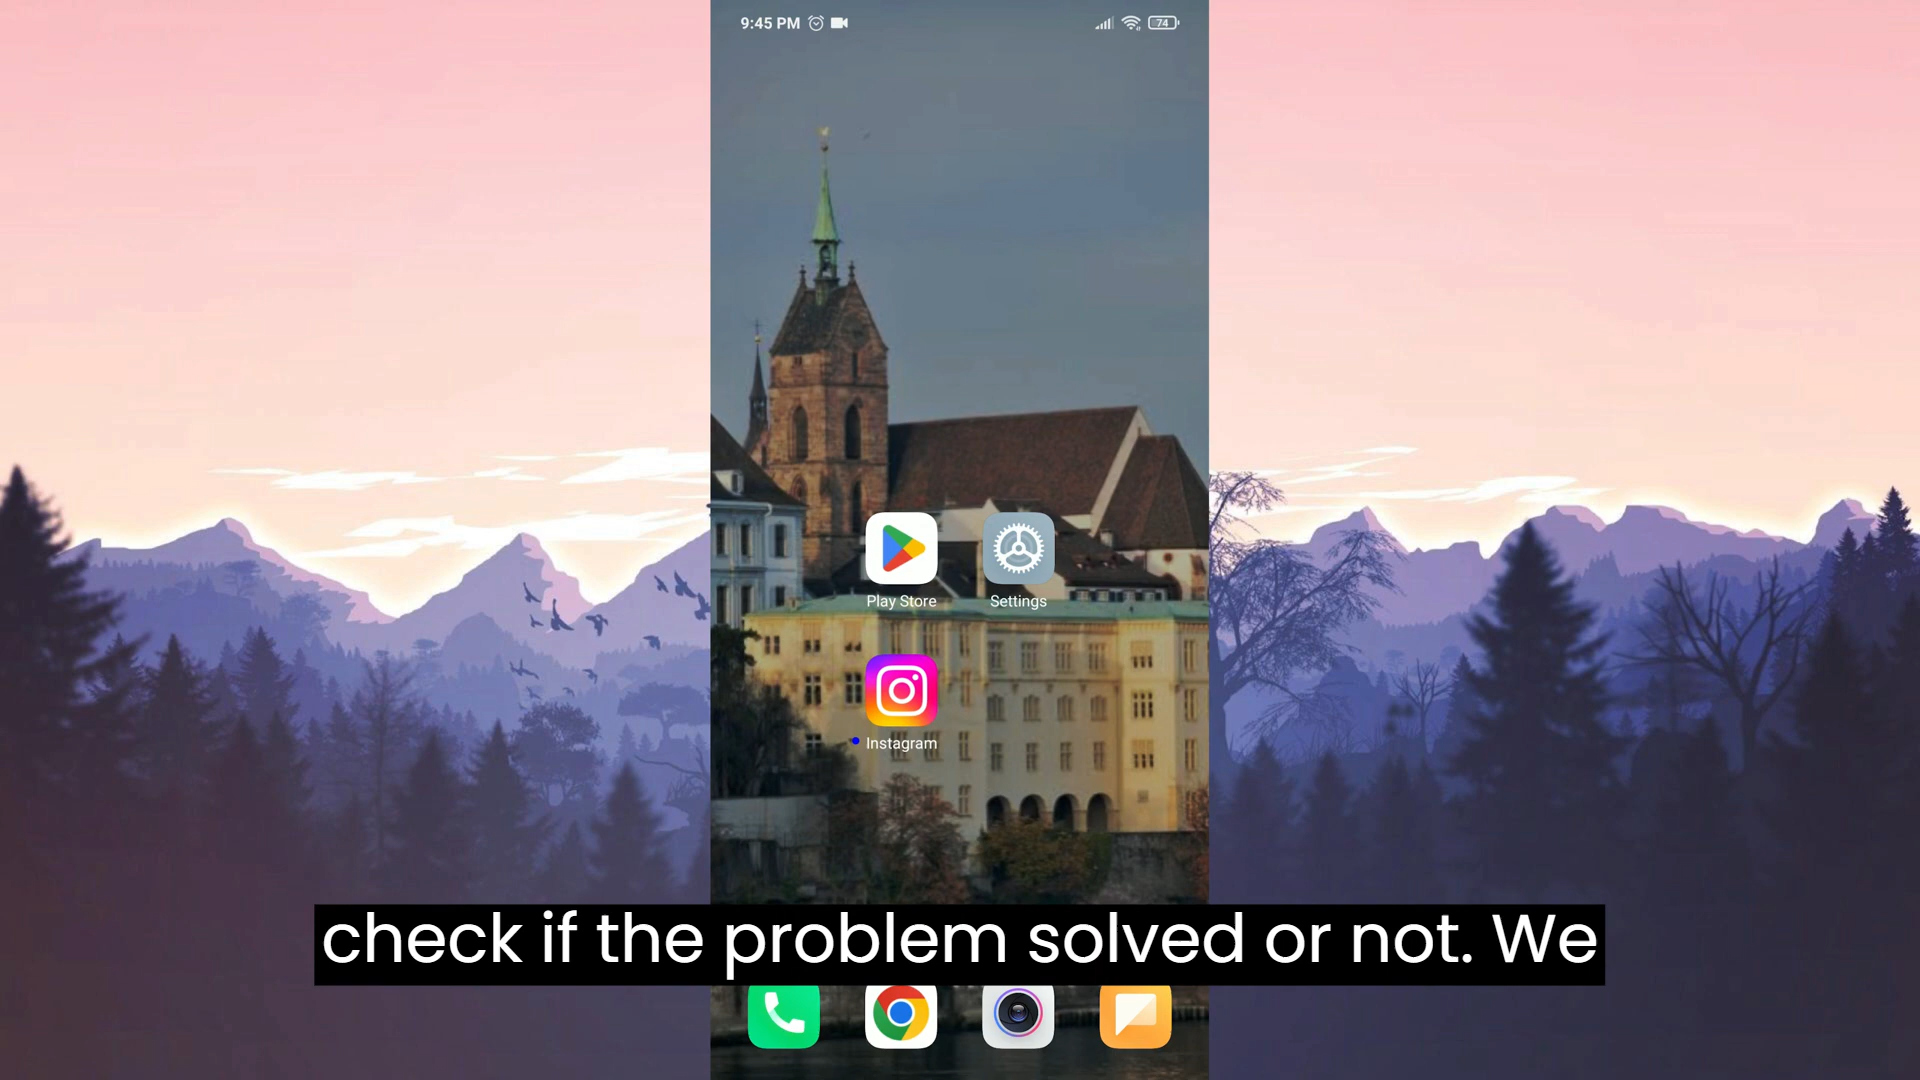 9:45 PM
74
Play Store
Settings
Instagram
check if the problem solved or not. We